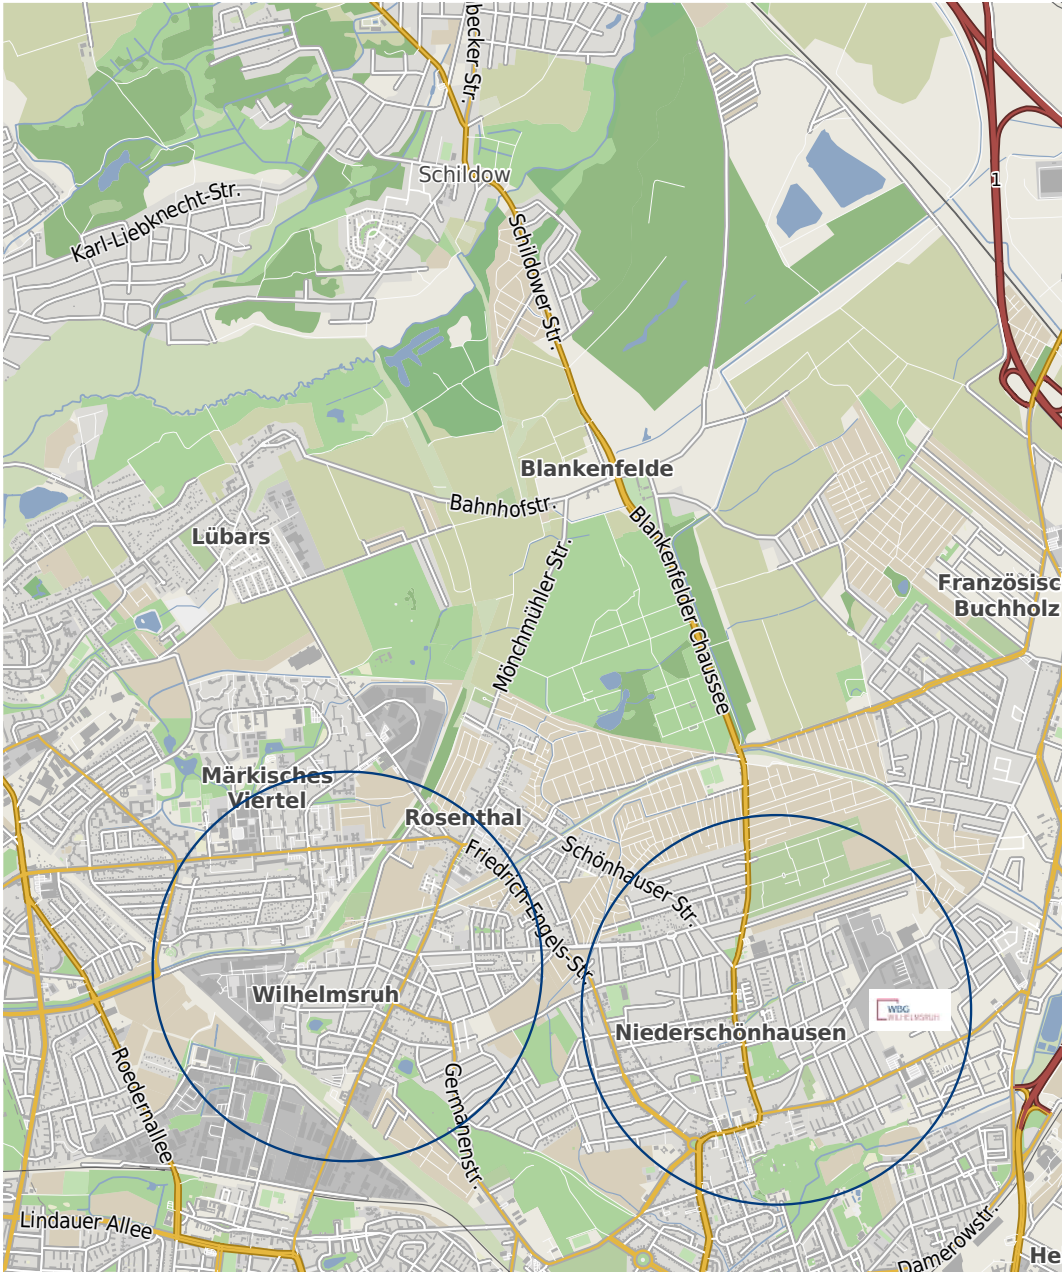 becker Str.
Schildow
1
Karl-Liebknecht-Str.
Schildower Str.
Blankenfelde
Bahnhofstr.
Lübars
Mönchmühler Str.
Blankenfelder Chaussee
Französisc
Buchholz
Märkisches
Viertel
Rosenthal
Friedrich-Engels-Str.
Schönhauser Str.
Wilhelmsruh
WBG
WILHELMSRUH
Niederschönhausen
Roedernallee
Germanenstr.
Lindauer Allee
Damerowstr.
He